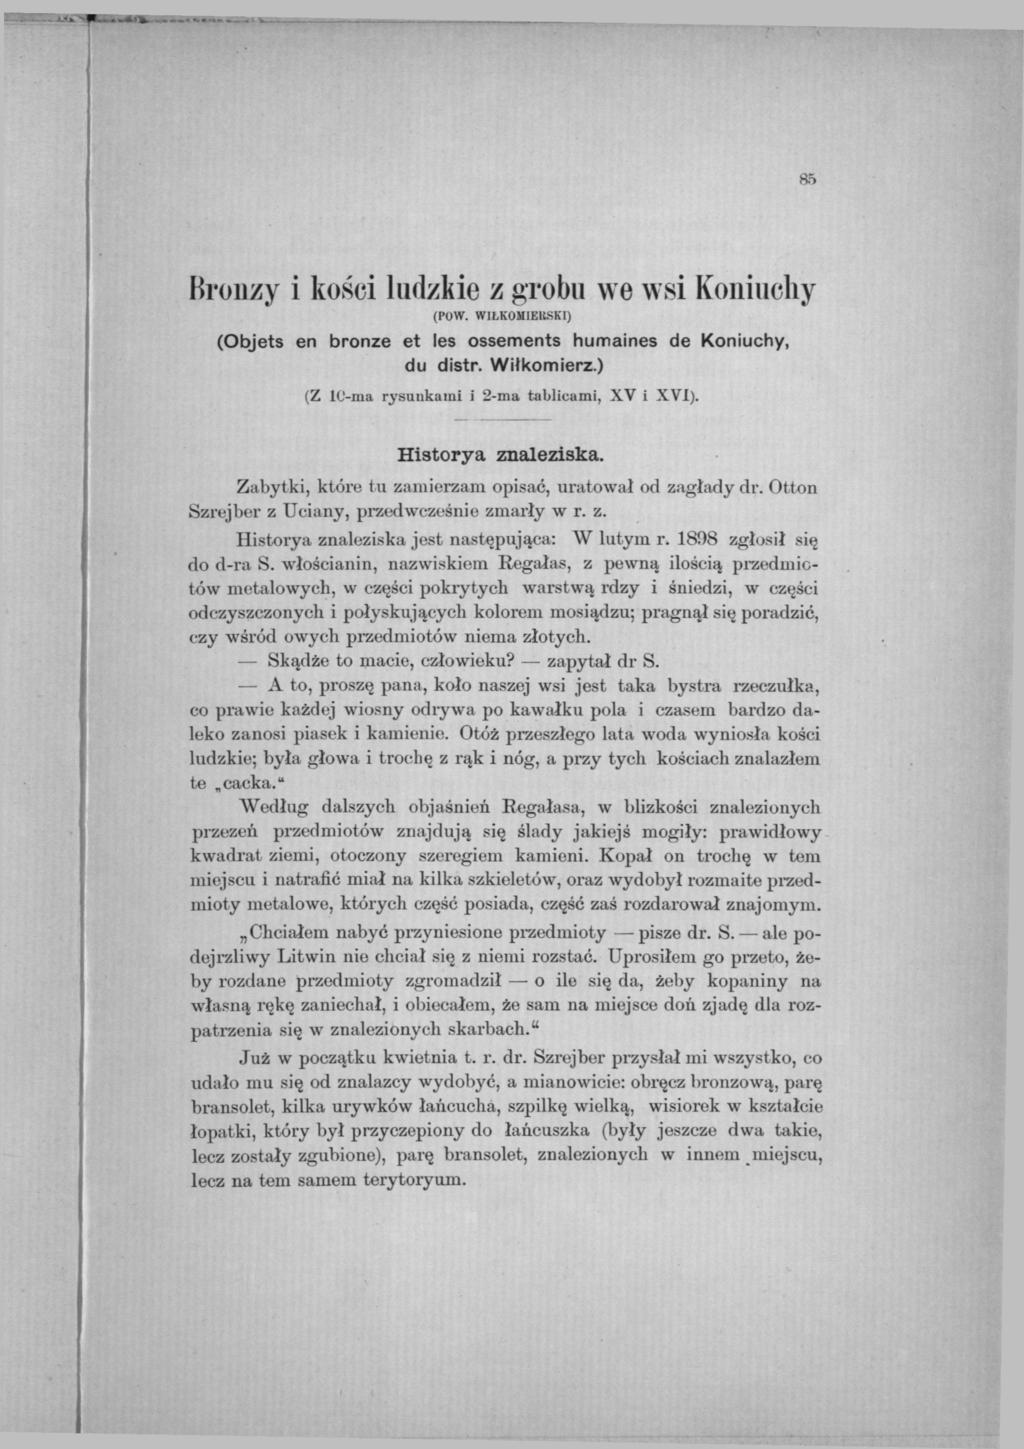 85
Bronzy i kości ludzkie z grobu we wsi Koniuchy
(POW. WIŁKOMIERSKI)
(Objets en bronze et les ossements humaines de Koniuchy,
du distr. Wiłkomierz.)
(Z 10-ma rysunkami i 2-ma tablicami, XV i XVI).
Historya znaleziska.
Zabytki, które tu zamierzam opisać, uratował od zagłady dr. Otton
Szrejber z Uciany, przedwcześnie zmarły w r. z.
Historya znaleziska jest następująca: W lutym r. 1898 zgłosił się
do d-ra S. włościanin, nazwiskiem Regałas, z pewną ilością przedmio-
tów metalowych, w części pokrytych warstwą rdzy i śniedzi, w części
odczyszczonych i połyskujących kolorem mosiądzu; pragnął się poradzić,
czy wśród owych przedmiotów niema złotych.
— Skądże to macie, człowieku? — zapytał dr S.
— A to, proszę pana, koło naszej wsi jest taka bystra rzeczułka,
co prawie każdej wiosny odrywa po kawałku pola i czasem bardzo da-
leko zanosi piasek i kamienie. Otóż przeszłego lata woda wyniosła kości
ludzkie; była głowa i trochę z rąk i nóg, a przy tych kościach znalazłem
te „cacka.“
Według dalszych objaśnień Regałasa, w blizkości znalezionych
przezeń przedmiotów znajdują się ślady jakiejś mogiły: prawidłowy
kwadrat ziemi, otoczony szeregiem kamieni. Kopał on trochę w tem
miejscu i natrafić miał na kilka szkieletów, oraz wydobył rozmaite przed-
mioty metalowe, których część posiada, część zaś rozdarował znajomym.
„Chciałem nabyć przyniesione przedmioty — pisze dr. S. — ale po-
dejrzliwy Litwin nie chciał się z niemi rozstać. Uprosiłem go przeto, że-
by rozdane przedmioty zgromadził — o ile się da, żeby kopaniny na
własną rękę zaniechał, i obiecałem, że sam na miejsce doń zjadę dla roz-
patrzenia się w znalezionych skarbach.“
Już w początku kwietnia t. r. dr. Szrejber przysłał mi wszystko, co
udało mu się od znalazcy wydobyć, a mianowicie: obręcz bronzową, parę
bransolet, kilka urywków łańcucha, szpilkę wielką, wisiorek w kształcie
łopatki, który był przyczepiony do łańcuszka (były jeszcze dwa takie,
lecz zostały zgubione), parę bransolet, znalezionych w innem miejscu,
lecz na tem samem terytoryum.